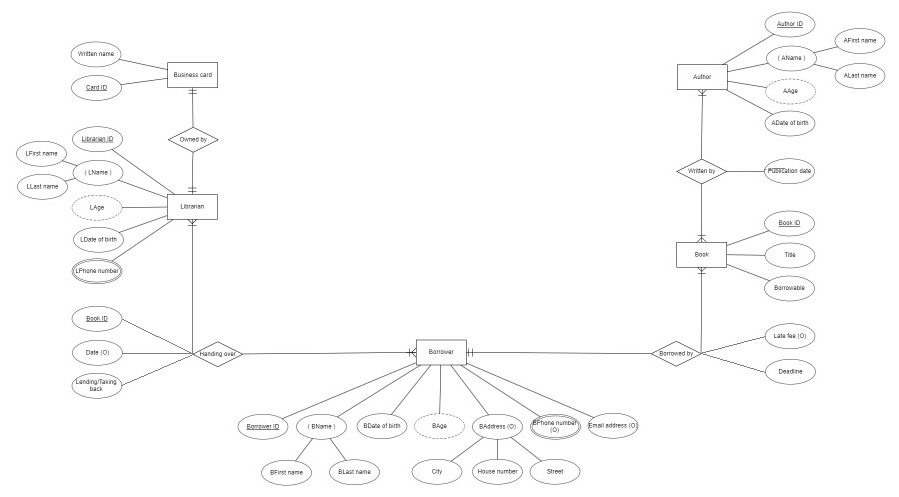 Author ID
AFirst name
( AName )
Written name
Business card
Author
ALast name
Card ID
AAge
ADate of birth
Librarian ID
Owned by
LFirst name
( LName )
Written by
Publication date
LLast name
LAge
Librarian
Book ID
LDate of birth
Book
Title
LPhone number
Borrowable
Book ID
Late fee (O)
Date (O)
Handing over
Borrower
Borrowed by
Deadline
Lending/Taking
back
Borrower ID
( BName )
BDate of birth
BAge
BAddress (O)
BPhone number
(O)
Email address (O)
BFirst name
BLast name
City
House number
Street